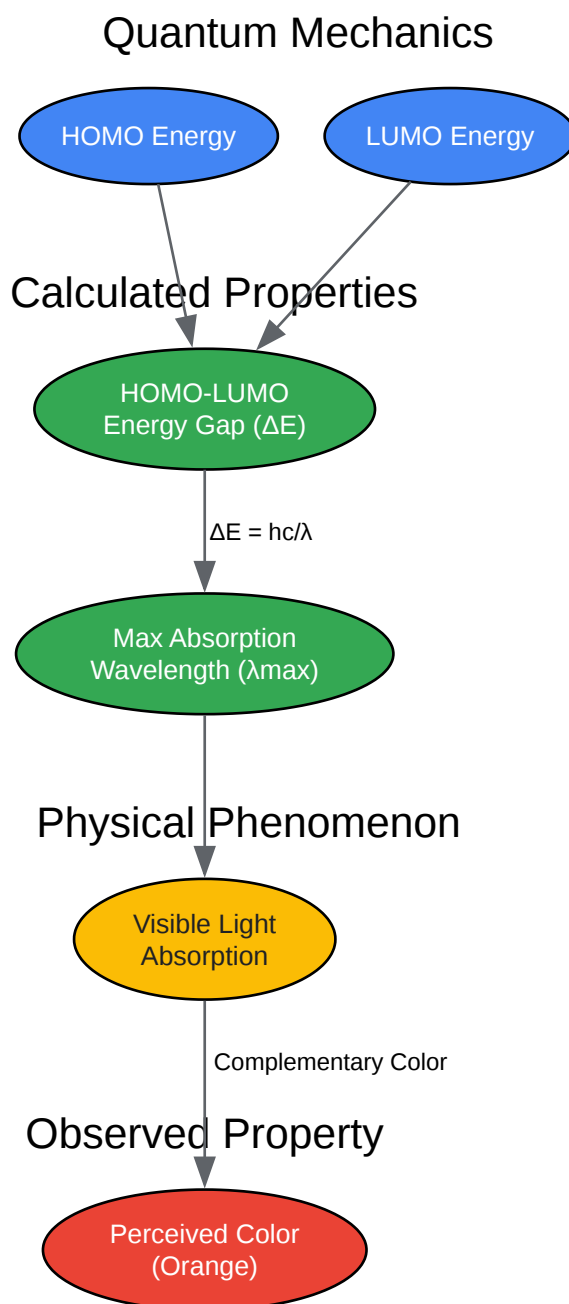 Quantum Mechanics
HOMO Energy
LUMO Energy
Calculated Properties
HOMO-LUMO
Energy Gap (ΔE)
ΔE = hc/λ
Max Absorption
Wavelength (λmax)
Physical Phenomenon
Visible Light
Absorption
Complementary Color
Observed Property
Perceived Color
(Orange)